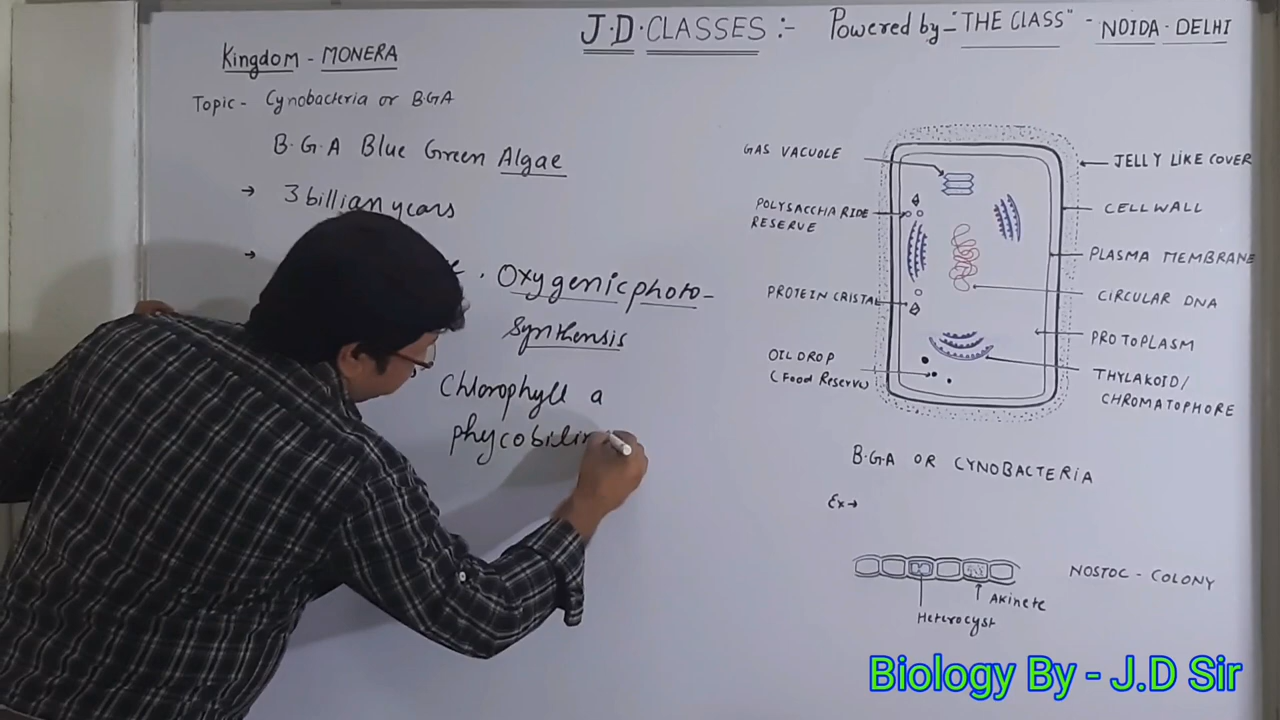 J.D. CLASSES :- Powered by - "THE CLASS" - NOIDA - DELHI
Kingdom - MONERA
Topic - Cynobacteria or B.G.A
B.G.A Blue Green Algae
→ 3 billian years
→ . Oxygenic photo-
Synthensis
Chlorophyll a
phycobilin
GAS VACUOLE
POLYSACCHARIDE
RESERVE
PROTEIN CRISTAL
OIL DROP
(Food Reserve)
JELLY LIKE COVER
CELL WALL
PLASMA MEMBRANE
CIRCULAR DNA
PROTOPLASM
THYLAKOID/
CHROMATOPHORE
B.G.A OR CYNOBACTERIA
Ex →
NOSTOC - COLONY
Akinete
Heterocyst
Biology By - J.D Sir